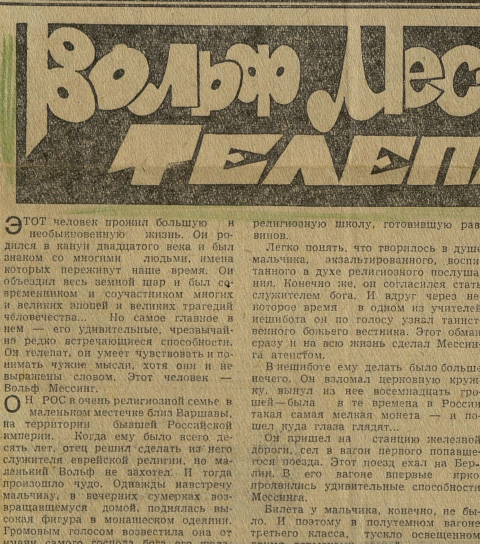 Вольф Мес
ТЕЛЕП
ЭТОТ человек прожил большую и
необыкновенную жизнь. Он ро-
дился в канун двадцатого века и был
знаком со многими людьми, имена
которых переживут наше время. Он
объездил весь земной шар и был со-
временником и соучастником многих
и великих эпопей и великих трагедий
человечества... Но самое главное в
нем — его удивительные, чрезвычай-
но редко встречающиеся способности.
Он телепат, он умеет чувствовать и по-
нимать чужие мысли, хотя они и не
выражены словом. Этот человек —
Вольф Мессинг.
ОН РОС в очень религиозной семье в
маленьком местечке близ Варшавы,
на территории бывшей Российской
империи. Когда ему было всего де-
сять лет, отец решил сделать из него
служителя еврейской религии, но ма-
ленький Вольф не захотел. И тогда
произошло чудо. Однажды навстречу
мальчику, в вечерних сумерках воз-
вращающемуся домой, поднялась вы-
сокая фигура в монашеском одеянии.
Громовым голосом возвестила она от
имени самого господа бога его
религиозную школу, готовившую рав
винов.
Легко понять, что творилось в душе
мальчика, экзальтированного, воспи
танного в духе религиозного послуша
ния. Конечно же, он согласился стать
служителем бога. И вдруг через не
которое время в одном из учителей
иешибота он по голосу узнал таинст
венного божьего вестника. Этот обман
сразу и на всю жизнь сделал Мессин
га атеистом.
В иешиботе ему делать было больше
нечего. Он взломал церковную круж
ку, вынул из нее восемнадцать гро
шей—была в те времена в России
такая самая мелкая монета — и по
шел куда глаза глядят...
Он пришел на станцию железной
дороги, сел в вагон первого попавше
гося поезда. Этот поезд ехал на Бер
лин. В его вагоне впервые ярко
проявились удивительные способности
Мессинга.
Билета у мальчика, конечно, не бы
ло. И поэтому в полутемном вагоне
третьего класса, тускло освещенном